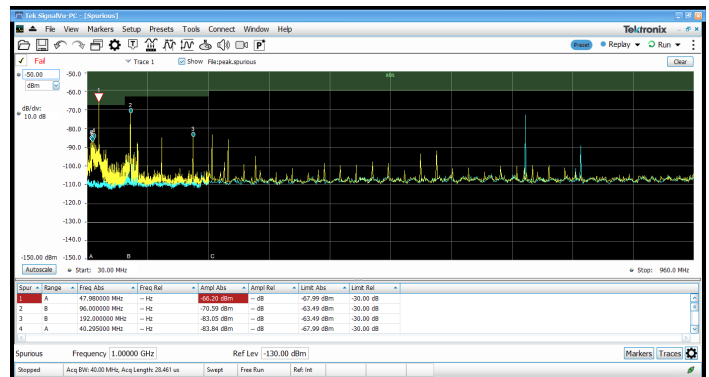 Tek SignalVu-PC - [Spurious]
File View Markers Setup Presets Tools Connect Window Help
Tektronix
Preset Replay Run
Fail Trace 1 Show File:peak.spurious Clear
-50.00
dBm
dB/div:
10.0 dB
-150.00 dBm
Autoscale
-50.0
abs
-60.0
-70.0
-80.0
-90.0
-100.0
-110.0
-120.0
-130.0
-140.0
-150.0
1
2
3
A B C
Start: 30.00 MHz Stop: 960.0 MHz
Spur Range Freq Abs Freq Rel Ampl Abs Ampl Rel Limit Abs Limit Rel
1 A 47.980000 MHz -- Hz -66.20 dBm -- dB -67.99 dBm -30.00 dB
2 B 96.000000 MHz -- Hz -70.59 dBm -- dB -63.49 dBm -30.00 dB
3 B 192.000000 MHz -- Hz -83.05 dBm -- dB -63.49 dBm -30.00 dB
4 A 40.295000 MHz -- Hz -83.84 dBm -- dB -67.99 dBm -30.00 dB
Spurious Frequency 1.00000 GHz Ref Lev -130.00 dBm Markers Traces
Stopped Acq BW: 40.00 MHz, Acq Length: 28.461 us Swept Free Run Ref: Int